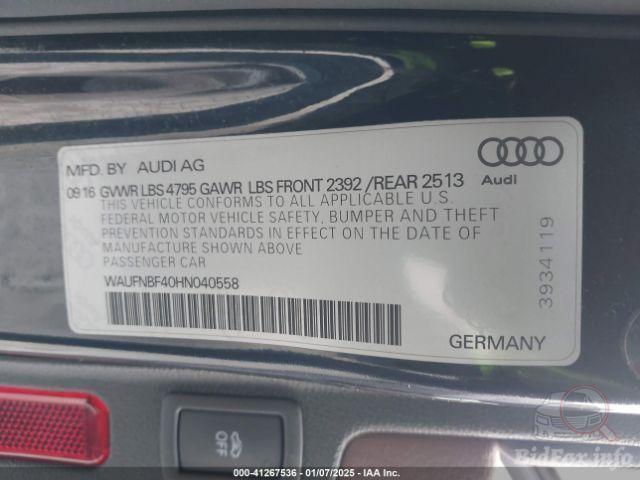 MFD. BY AUDI AG
09 16 GVWR LBS 4795 GAWR LBS FRONT 2392 /REAR 2513
THIS VEHICLE CONFORMS TO ALL APPLICABLE U.S.
FEDERAL MOTOR VEHICLE SAFETY, BUMPER AND THEFT
PREVENTION STANDARDS IN EFFECT ON THE DATE OF
MANUFACTURE SHOWN ABOVE
PASSENGER CAR
WAUFNBF40HN040558
Audi
3934119
GERMANY
OFF
BidFax.info
000-41267536 - 01/07/2025 - IAA Inc.